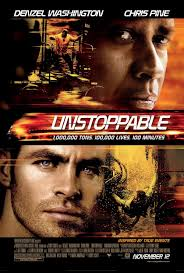 DENZEL WASHINGTON CHRIS PINE
UNSTOPPABLE
1,000,000 TONS. 100,000 LIVES. 100 MINUTES.
INSPIRED BY TRUE EVENTS
NOVEMBER 12